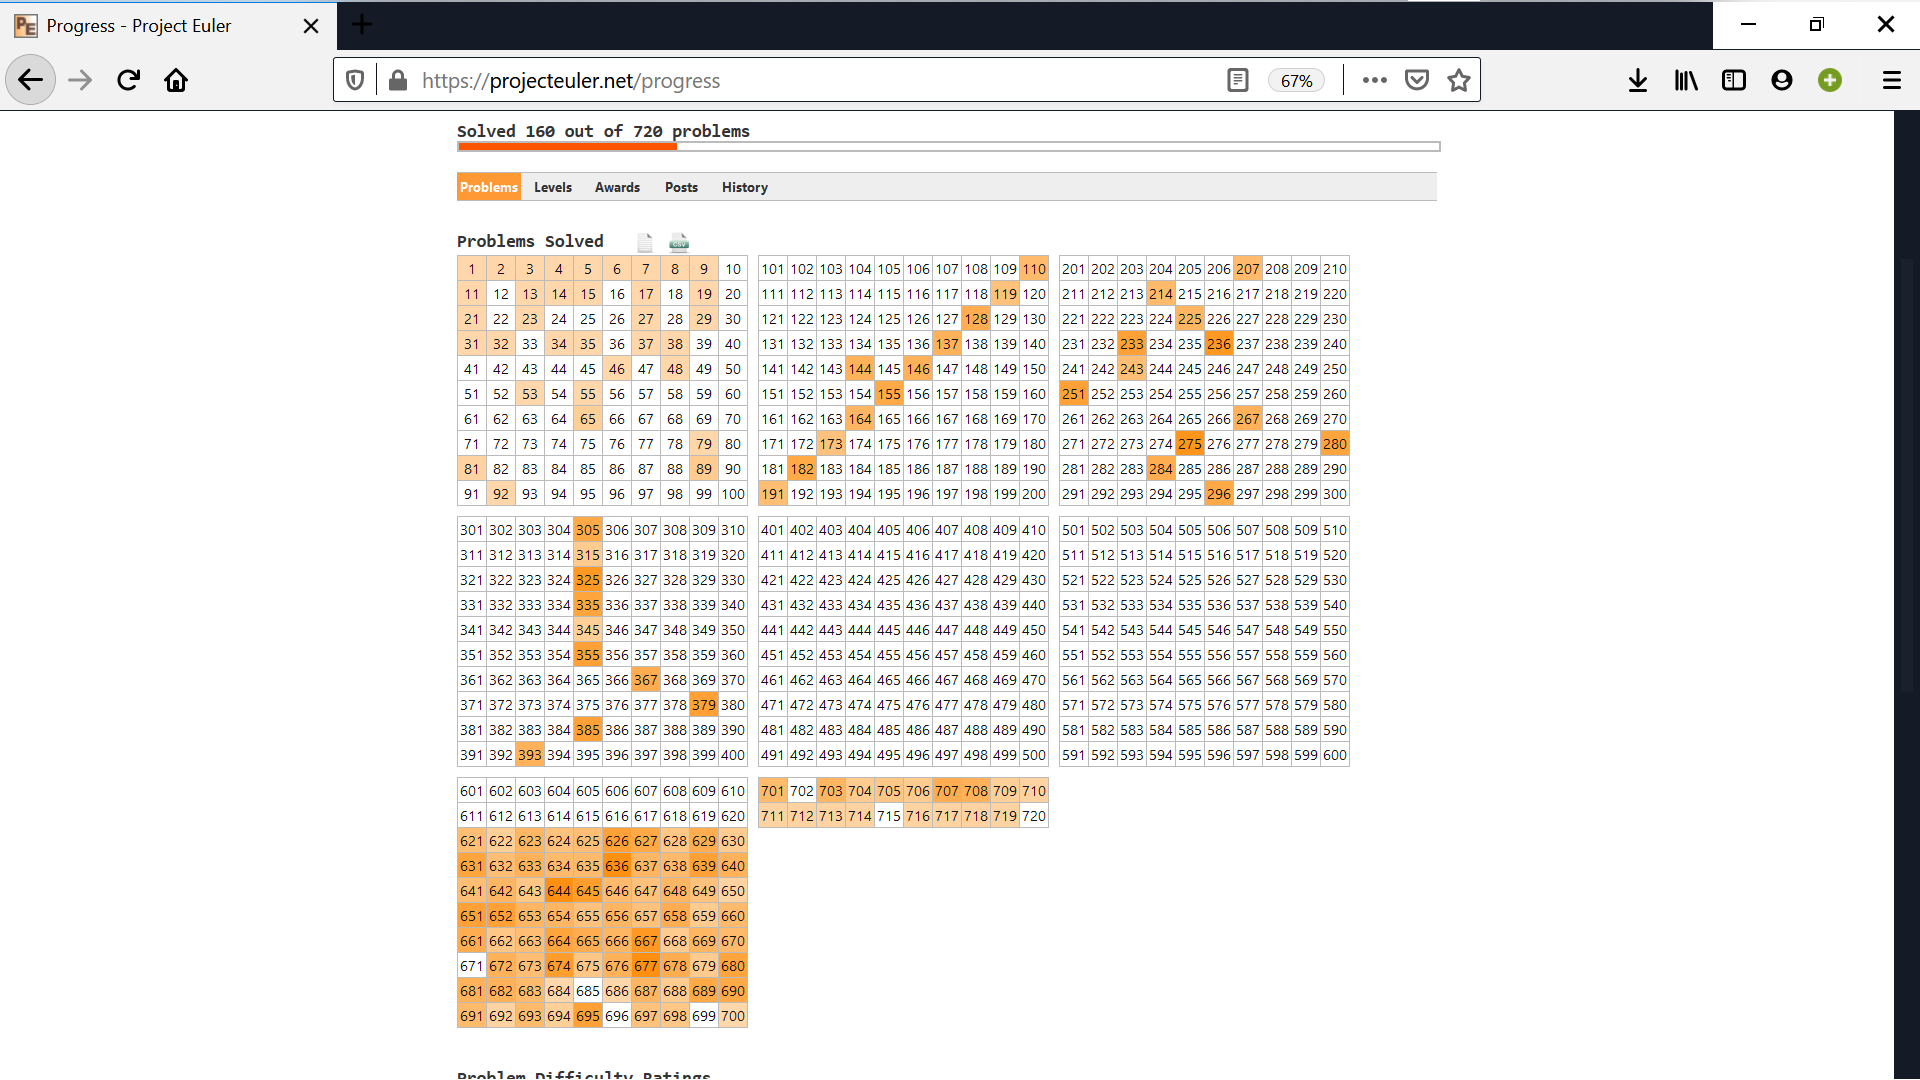 Progress - Project Euler
https://projecteuler.net/progress
67%
Solved 160 out of 720 problems
Problems Levels Awards Posts History
Problems Solved
CSV
1 2 3 4 5 6 7 8 9 10
11 12 13 14 15 16 17 18 19 20
21 22 23 24 25 26 27 28 29 30
31 32 33 34 35 36 37 38 39 40
41 42 43 44 45 46 47 48 49 50
51 52 53 54 55 56 57 58 59 60
61 62 63 64 65 66 67 68 69 70
71 72 73 74 75 76 77 78 79 80
81 82 83 84 85 86 87 88 89 90
91 92 93 94 95 96 97 98 99 100
101 102 103 104 105 106 107 108 109 110
111 112 113 114 115 116 117 118 119 120
121 122 123 124 125 126 127 128 129 130
131 132 133 134 135 136 137 138 139 140
141 142 143 144 145 146 147 148 149 150
151 152 153 154 155 156 157 158 159 160
161 162 163 164 165 166 167 168 169 170
171 172 173 174 175 176 177 178 179 180
181 182 183 184 185 186 187 188 189 190
191 192 193 194 195 196 197 198 199 200
201 202 203 204 205 206 207 208 209 210
211 212 213 214 215 216 217 218 219 220
221 222 223 224 225 226 227 228 229 230
231 232 233 234 235 236 237 238 239 240
241 242 243 244 245 246 247 248 249 250
251 252 253 254 255 256 257 258 259 260
261 262 263 264 265 266 267 268 269 270
271 272 273 274 275 276 277 278 279 280
281 282 283 284 285 286 287 288 289 290
291 292 293 294 295 296 297 298 299 300
301 302 303 304 305 306 307 308 309 310
311 312 313 314 315 316 317 318 319 320
321 322 323 324 325 326 327 328 329 330
331 332 333 334 335 336 337 338 339 340
341 342 343 344 345 346 347 348 349 350
351 352 353 354 355 356 357 358 359 360
361 362 363 364 365 366 367 368 369 370
371 372 373 374 375 376 377 378 379 380
381 382 383 384 385 386 387 388 389 390
391 392 393 394 395 396 397 398 399 400
401 402 403 404 405 406 407 408 409 410
411 412 413 414 415 416 417 418 419 420
421 422 423 424 425 426 427 428 429 430
431 432 433 434 435 436 437 438 439 440
441 442 443 444 445 446 447 448 449 450
451 452 453 454 455 456 457 458 459 460
461 462 463 464 465 466 467 468 469 470
471 472 473 474 475 476 477 478 479 480
481 482 483 484 485 486 487 488 489 490
491 492 493 494 495 496 497 498 499 500
501 502 503 504 505 506 507 508 509 510
511 512 513 514 515 516 517 518 519 520
521 522 523 524 525 526 527 528 529 530
531 532 533 534 535 536 537 538 539 540
541 542 543 544 545 546 547 548 549 550
551 552 553 554 555 556 557 558 559 560
561 562 563 564 565 566 567 568 569 570
571 572 573 574 575 576 577 578 579 580
581 582 583 584 585 586 587 588 589 590
591 592 593 594 595 596 597 598 599 600
601 602 603 604 605 606 607 608 609 610
611 612 613 614 615 616 617 618 619 620
621 622 623 624 625 626 627 628 629 630
631 632 633 634 635 636 637 638 639 640
641 642 643 644 645 646 647 648 649 650
651 652 653 654 655 656 657 658 659 660
661 662 663 664 665 666 667 668 669 670
671 672 673 674 675 676 677 678 679 680
681 682 683 684 685 686 687 688 689 690
691 692 693 694 695 696 697 698 699 700
701 702 703 704 705 706 707 708 709 710
711 712 713 714 715 716 717 718 719 720
Problem Difficulty Ratings